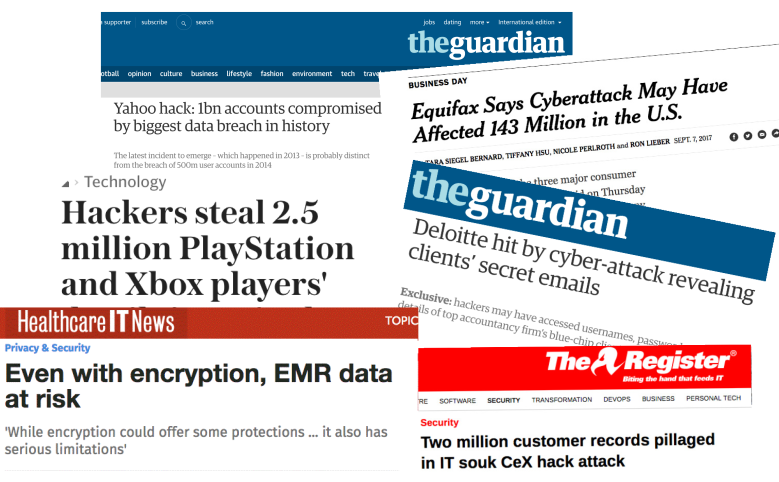 a supporter subscribe search jobs dating more International edition
theguardian
opinion culture business lifestyle fashion environment tech
Yahoo hack: 1bn accounts compromised
by biggest data breach in history
The latest incident to emerge - which happened in 2013 - is probably distinct
from the breach of 500m user accounts in 2014
BUSINESS DAY
Equifax Says Cyberattack May Have
Affected 143 Million in the U.S.
TARA SIEGEL BERNARD, TIFFANY HSU, NICOLE PERLROTH and RON LIEBER SEPT. 7, 2017
three major consumer
on Thursday
Technology
Hackers steal 2.5
million PlayStation
and Xbox players'
theguardian
Deloitte hit by cyber-attack revealing
clients' secret emails
Exclusive: hackers may have accessed usernames,
details of top accountancy firm's blue-chip
Healthcare IT News
TOPIC
Privacy & Security
Even with encryption, EMR data
at risk
'While encryption could offer some protections ... it also has
serious limitations'
The Register®
Biting the hand that feeds IT
SOFTWARE SECURITY TRANSFORMATION DEVOPS BUSINESS PERSONAL TECH
Security
Two million customer records pillaged
in IT souk CeX hack attack